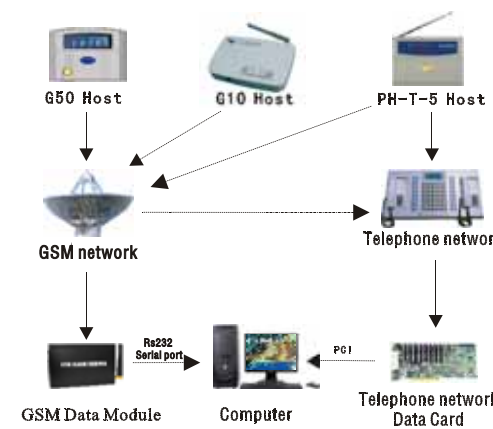 G50 Host
G10 Host
PH-T-5 Host
GSM network
Telephone networ
Rs232
Serial port
PCI
GSM Data Module
Computer
Telephone network
Data Card